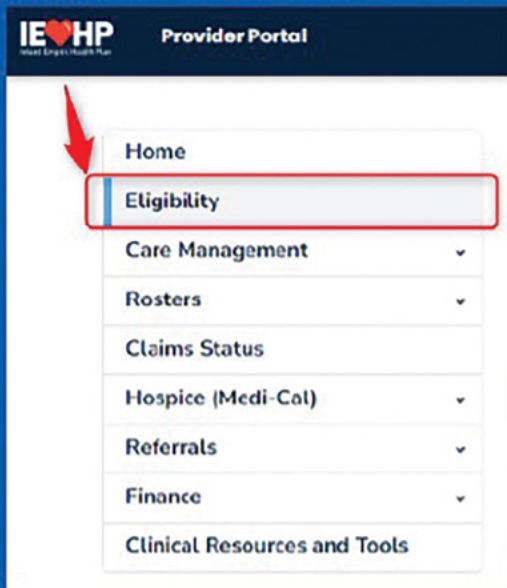 IEHP Provider Portal
Inland Empire Health Plan
Home
Eligibility
Care Management
Rosters
Claims Status
Hospice (Medi-Cal)
Referrals
Finance
Clinical Resources and Tools